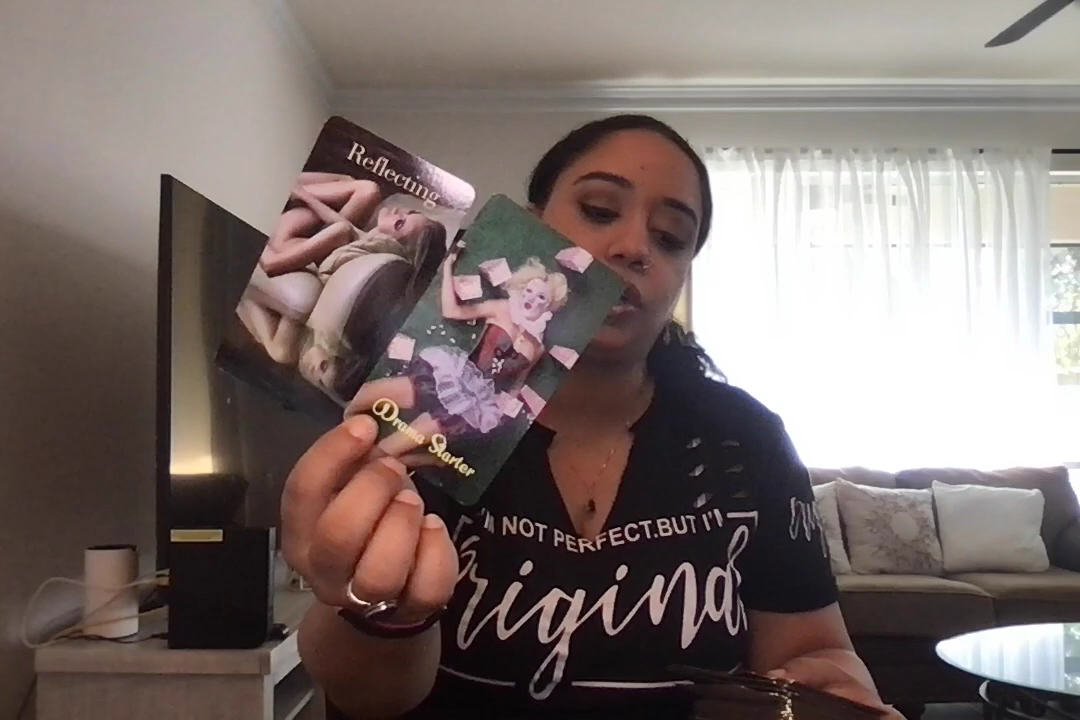 Reflecting
Drama Starter
I'M NOT PERFECT.BUT I'M
Original